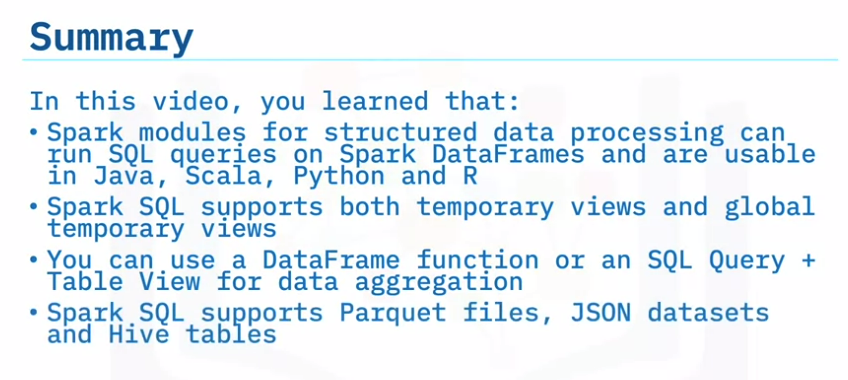 Summary
In this video, you learned that:
• Spark modules for structured data processing can
run SQL queries on Spark DataFrames and are usable
in Java, Scala, Python and R
• Spark SQL supports both temporary views and global
temporary views
• You can use a DataFrame function or an SQL Query +
Table View for data aggregation
• Spark SQL supports Parquet files, JSON datasets
and Hive tables